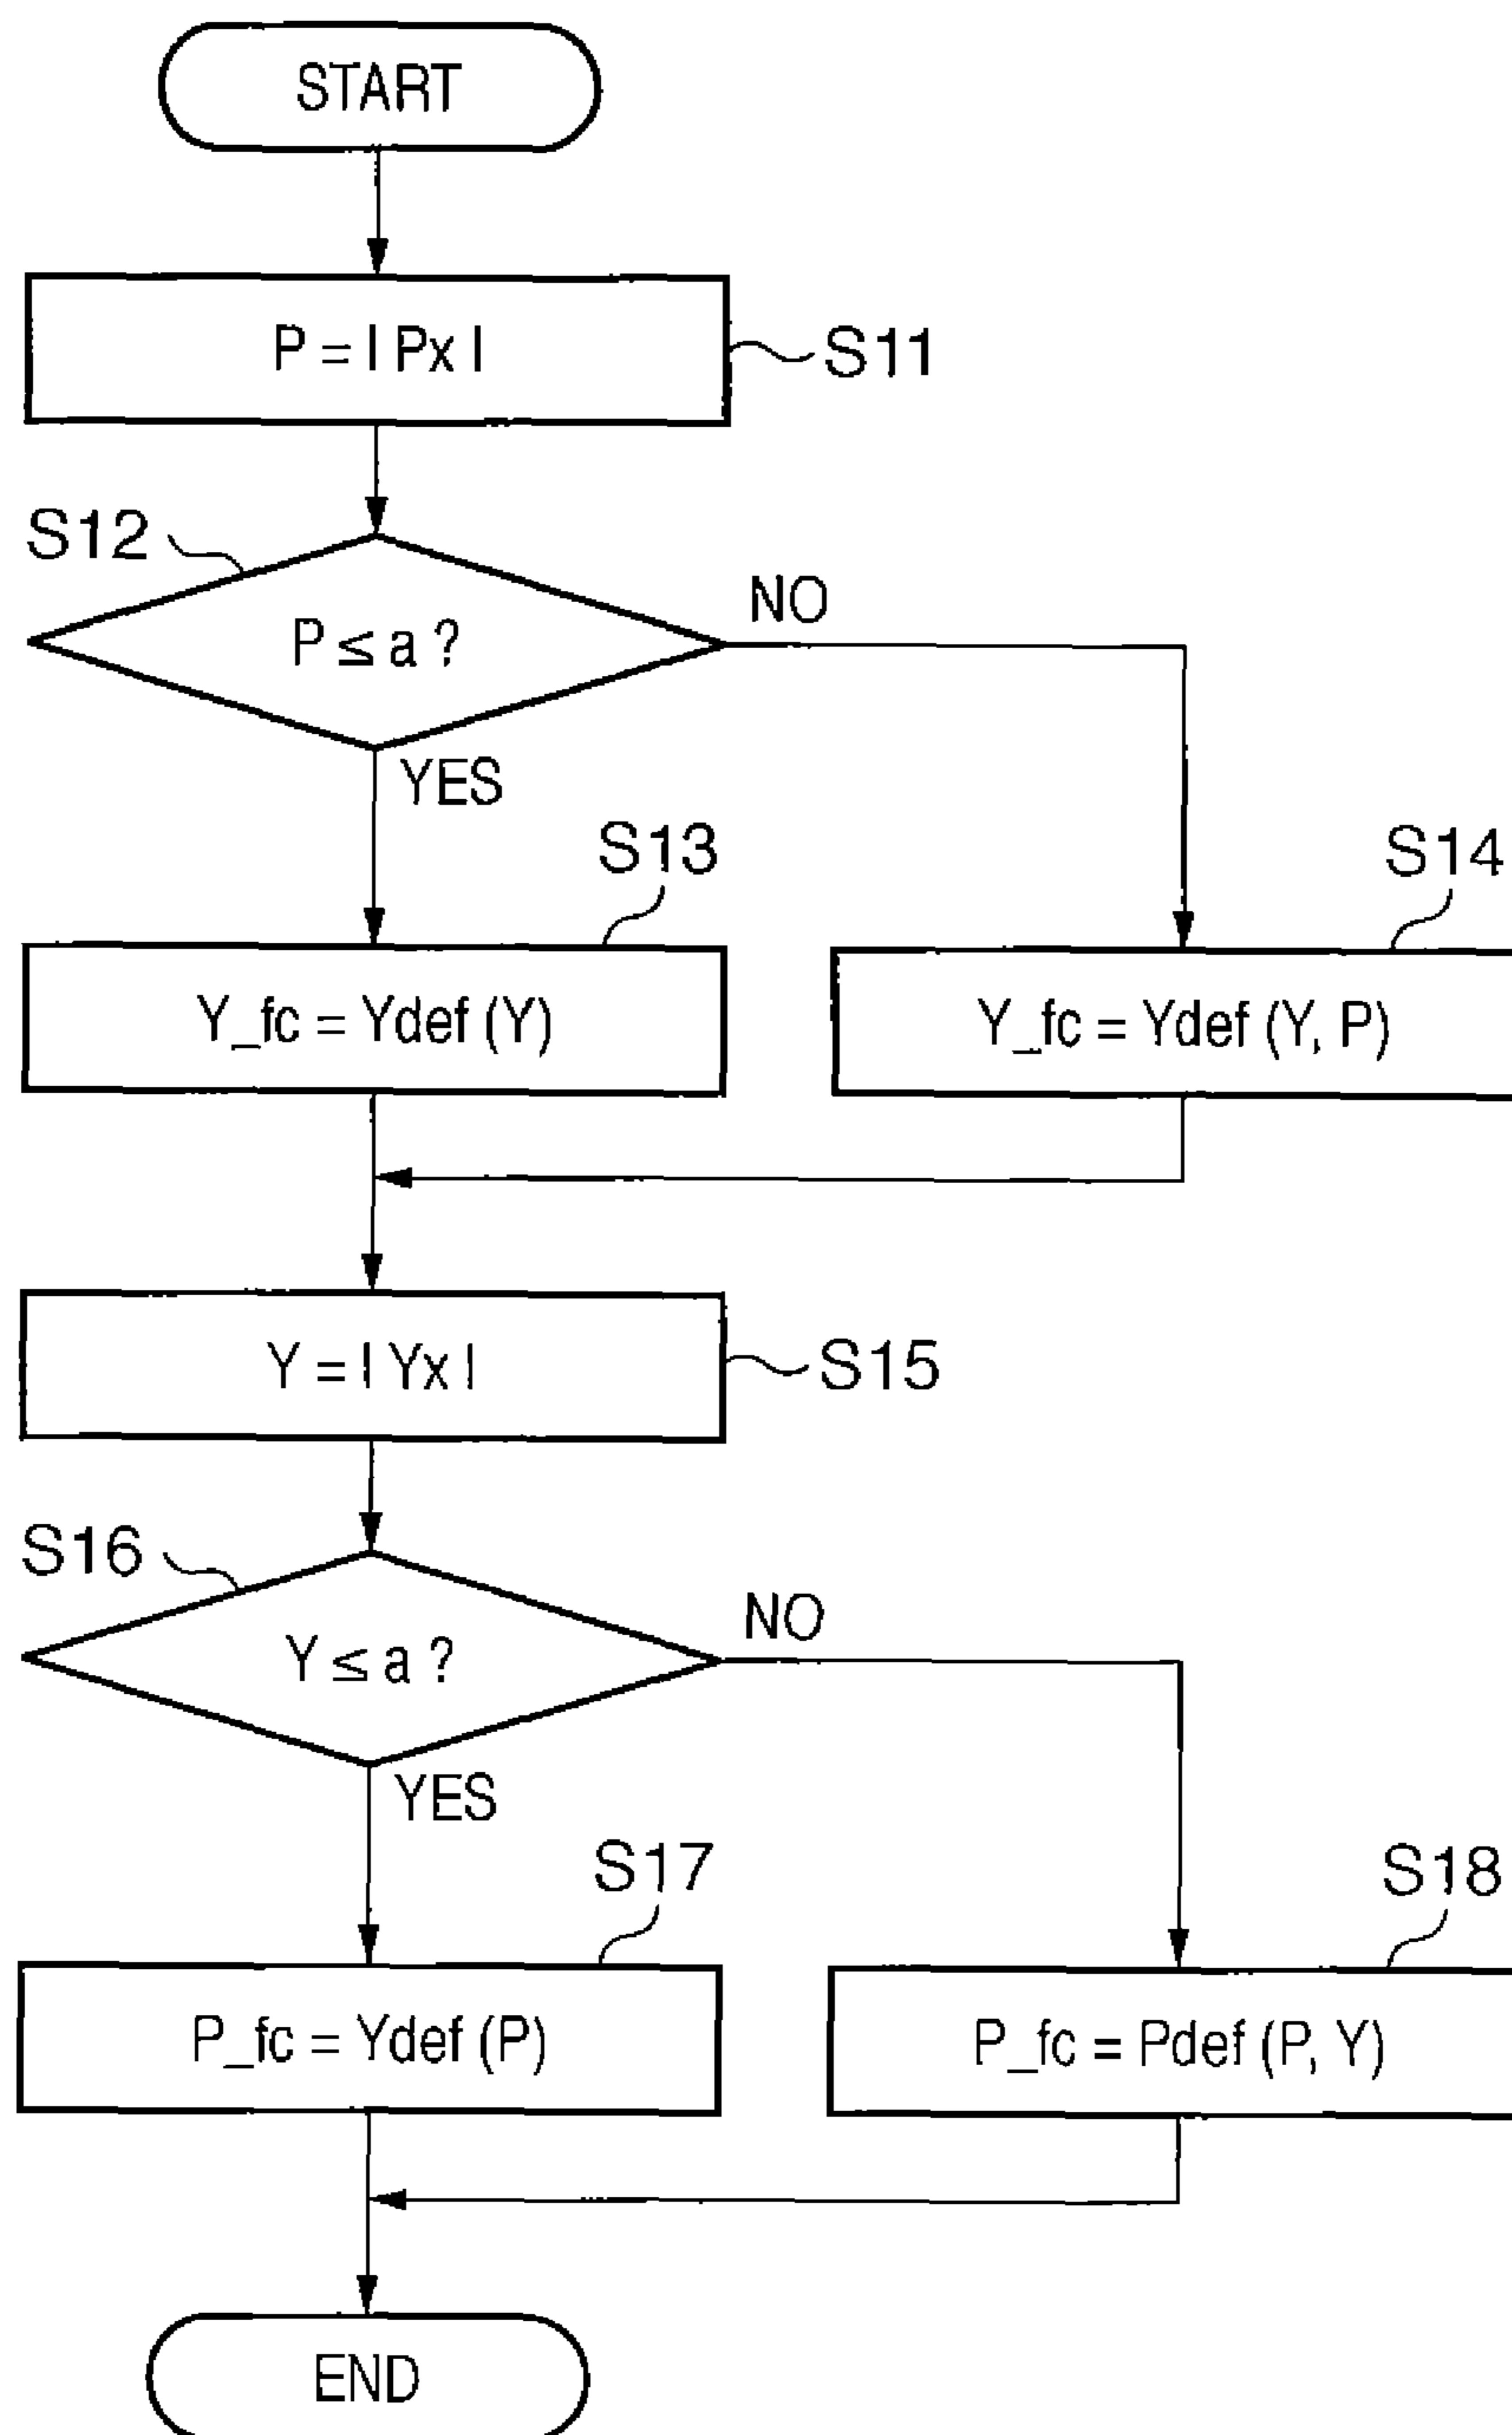 START
P = | Px |
S11
S12
P ≤ a ?
NO
YES
S13
S14
Y_fc = Ydef (Y)
Y_fc = Ydef (Y, P)
Y = | Yx |
S15
S16
Y ≤ a ?
NO
YES
S17
S18
P_fc = Ydef (P)
P_fc = Pdef (P, Y)
END